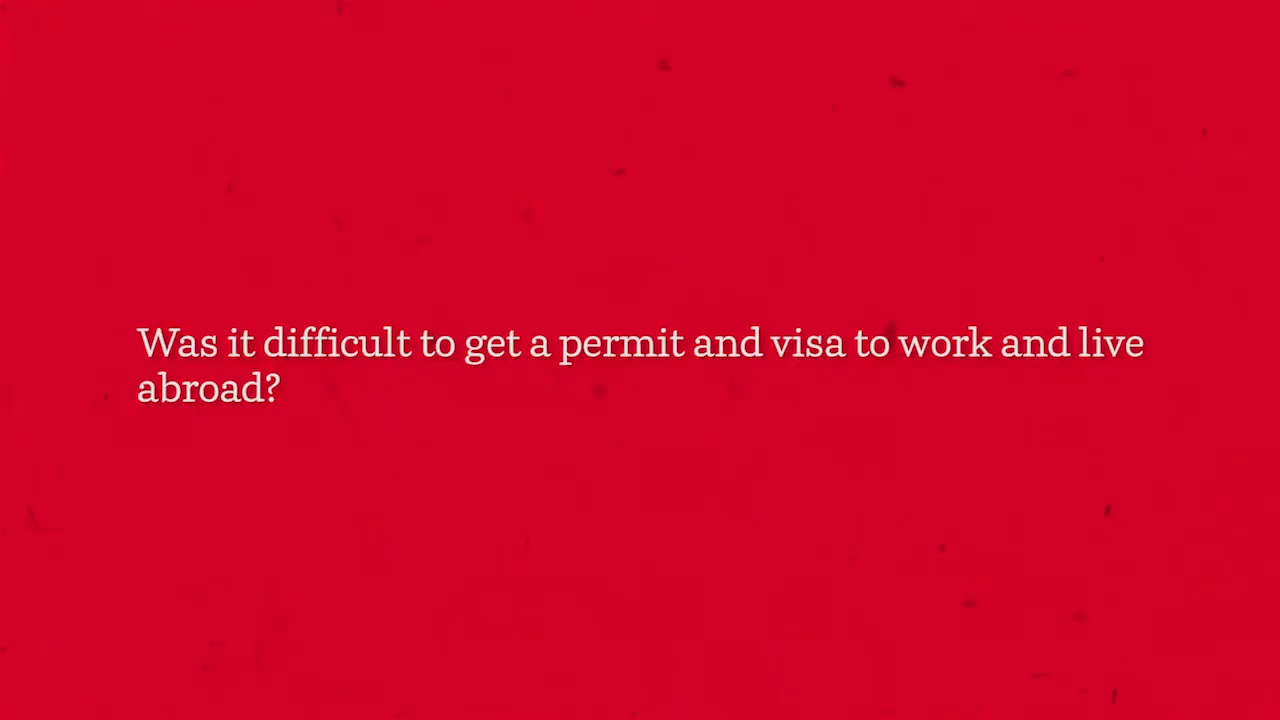 Was it difficult to get a permit and visa to work and live
abroad?